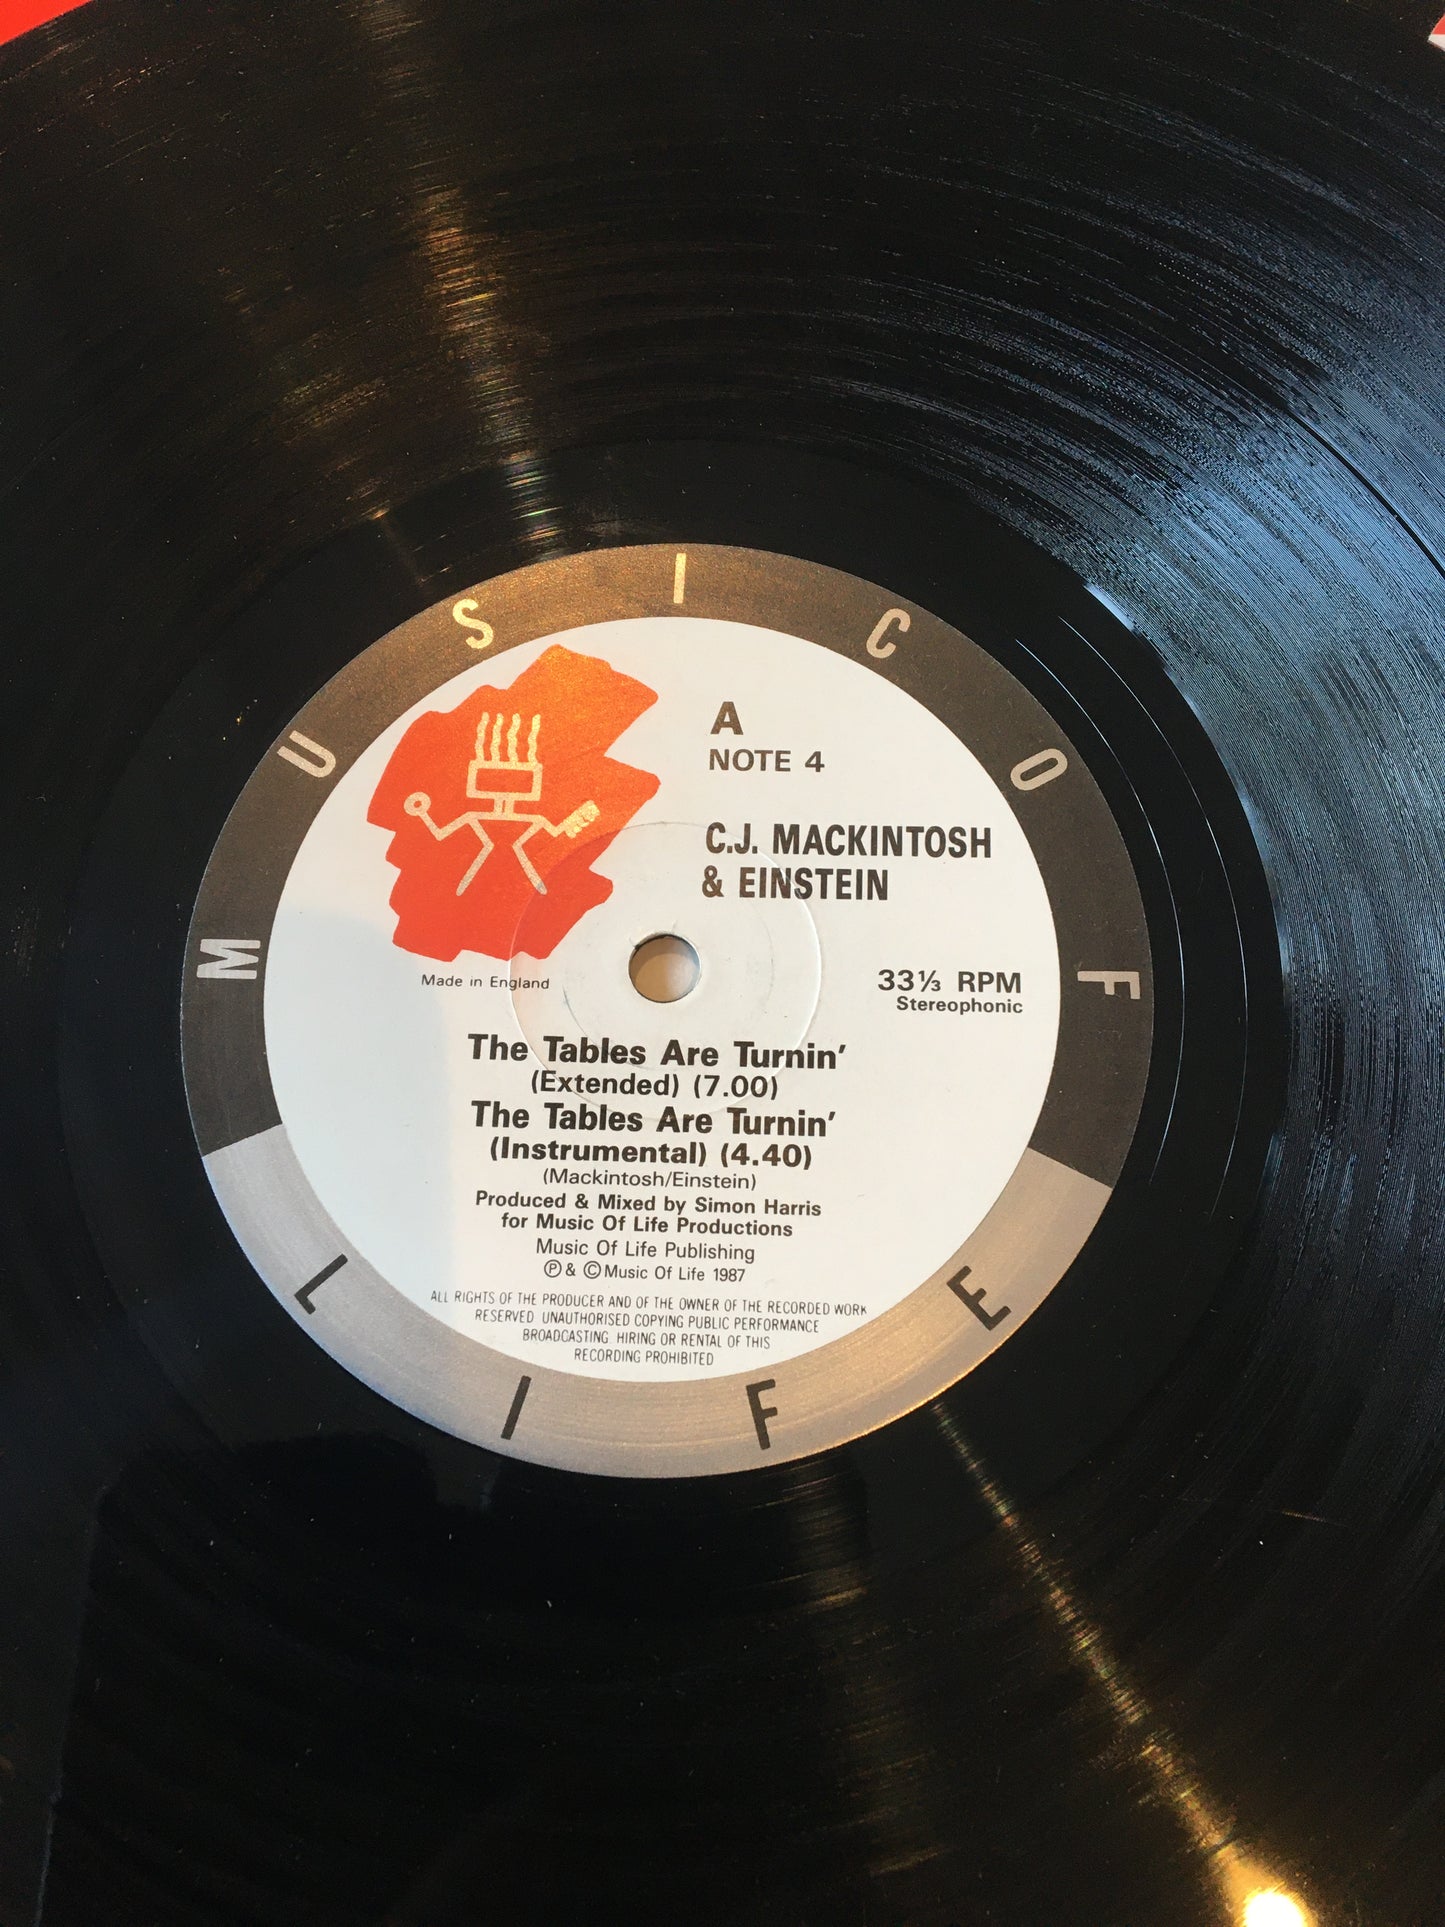 MUSIC OF
LIFE
A
NOTE 4
C.J. MACKINTOSH
& EINSTEIN
Made in England
33⅓ RPM
Stereophonic
The Tables Are Turnin'
(Extended) (7.00)
The Tables Are Turnin'
(Instrumental) (4.40)
(Mackintosh/Einstein)
Produced & Mixed by Simon Harris
for Music Of Life Productions
Music Of Life Publishing
Ⓟ & © Music Of Life 1987
ALL RIGHTS OF THE PRODUCER AND OF THE OWNER OF THE RECORDED WORK
RESERVED UNAUTHORISED COPYING PUBLIC PERFORMANCE
BROADCASTING HIRING OR RENTAL OF THIS
RECORDING PROHIBITED